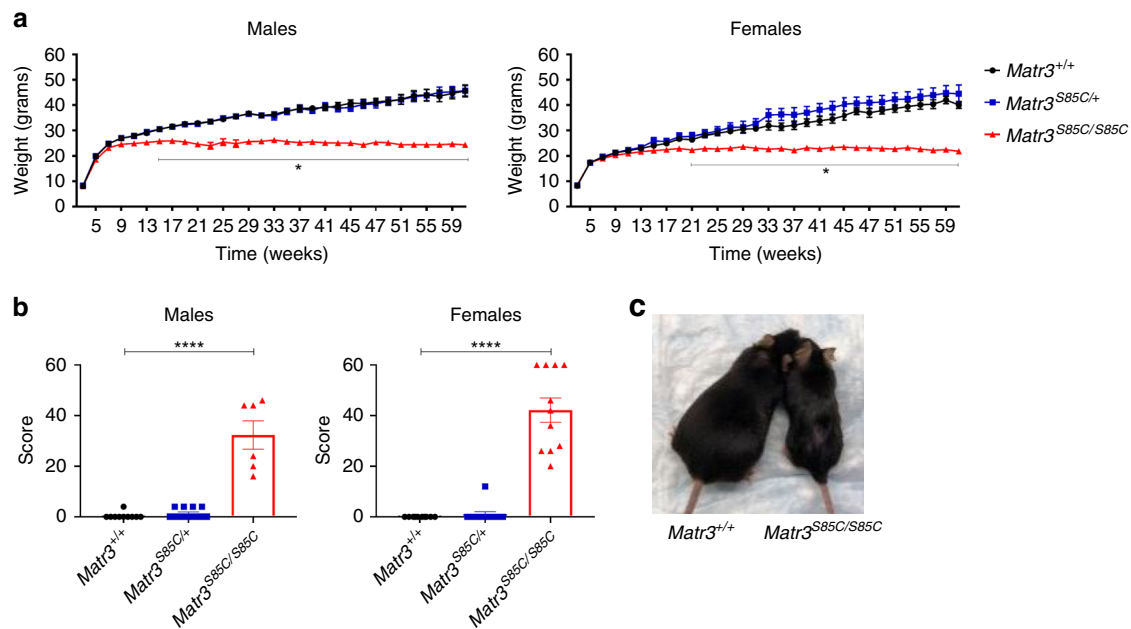 a
Males
Weight (grams)
60
50
40
30
20
10
0
*
5 9 13 17 21 25 29 33 37 41 45 47 51 55 59
Time (weeks)
Females
Weight (grams)
60
50
40
30
20
10
0
*
5 9 13 17 21 25 29 33 37 41 45 47 51 55 59
Time (weeks)
Matr3+/+
Matr3S85C/+
Matr3S85C/S85C
b
Males
****
Score
60
40
20
0
Matr3+/+
Matr3S85C/+
Matr3S85C/S85C
Females
****
Score
60
40
20
0
Matr3+/+
Matr3S85C/+
Matr3S85C/S85C
c
Matr3+/+ Matr3S85C/S85C